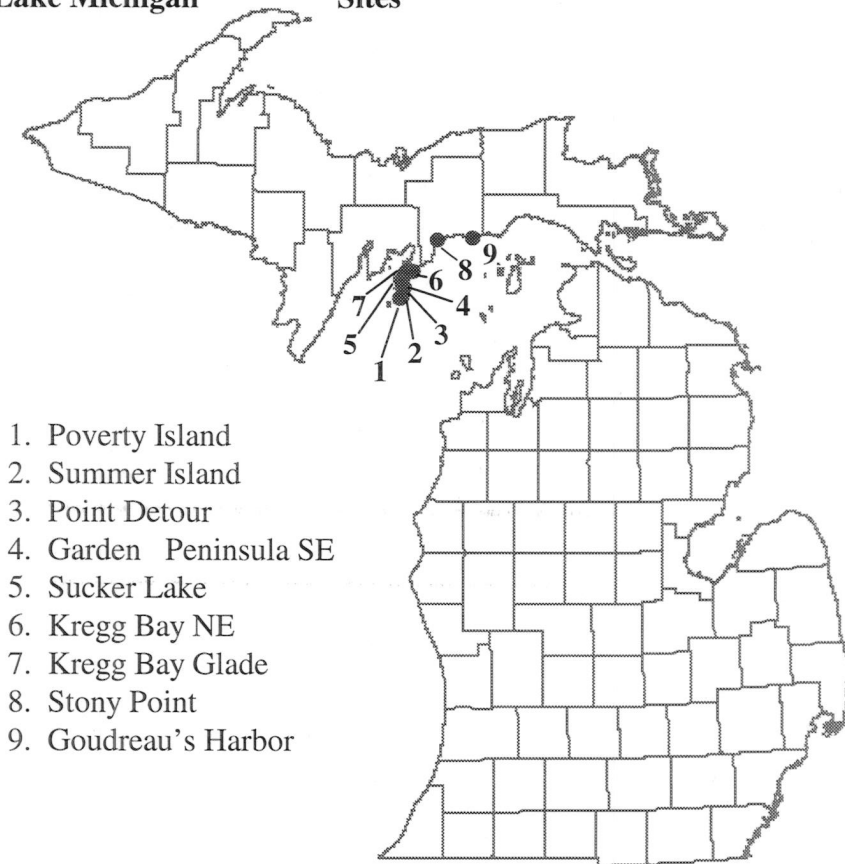 Lake Michigan Sites
8
9
6
7
4
5
3
2
1
1. Poverty Island
2. Summer Island
3. Point Detour
4. Garden Peninsula SE
5. Sucker Lake
6. Kregg Bay NE
7. Kregg Bay Glade
8. Stony Point
9. Goudreau's Harbor